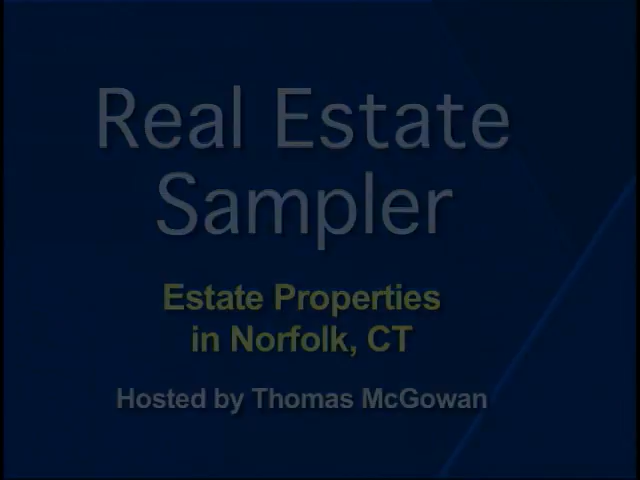 Real Estate
Sampler
Estate Properties
in Norfolk, CT
Hosted by Thomas McGowan